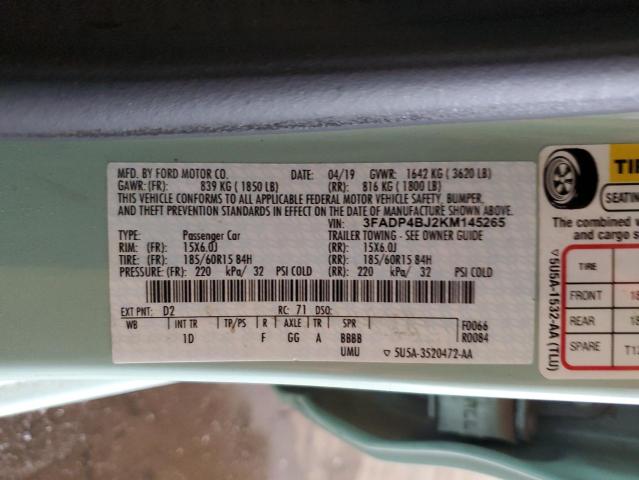 MFD. BY FORD MOTOR CO. DATE: 04/19 GVWR: 1642 KG ( 3620 LB)
GAWR: (FR): 839 KG ( 1850 LB) (RR): 816 KG ( 1800 LB)
THIS VEHICLE CONFORMS TO ALL APPLICABLE FEDERAL MOTOR VEHICLE SAFETY, BUMPER,
AND THEFT PREVENTION STANDARDS IN EFFECT ON THE DATE OF MANUFACTURE SHOWN ABOVE.
VIN: 3FADP4BJ2KM145265
TYPE: Passenger Car TRAILER TOWING - SEE OWNER GUIDE
RIM: (FR): 15X6.0J (RR): 15X6.0J
TIRE: (FR): 185/60R15 84H (RR): 185/60R15 84H
PRESSURE: (FR): 220 kPa/ 32 PSI COLD (RR): 220 kPa/ 32 PSI COLD
EXT PNT: D2 RC: 71 DSO:
WB INT TR TP/PS R AXLE TR SPR F0066
1D F GG A BBBB R0084
UMU ▽ 5U5A-3520472-AA
TIR
SEATING
The combined
and cargo s
TIRE
FRONT 18
REAR 18
SPARE T12
▽5U5A-1532-AA (TLU)